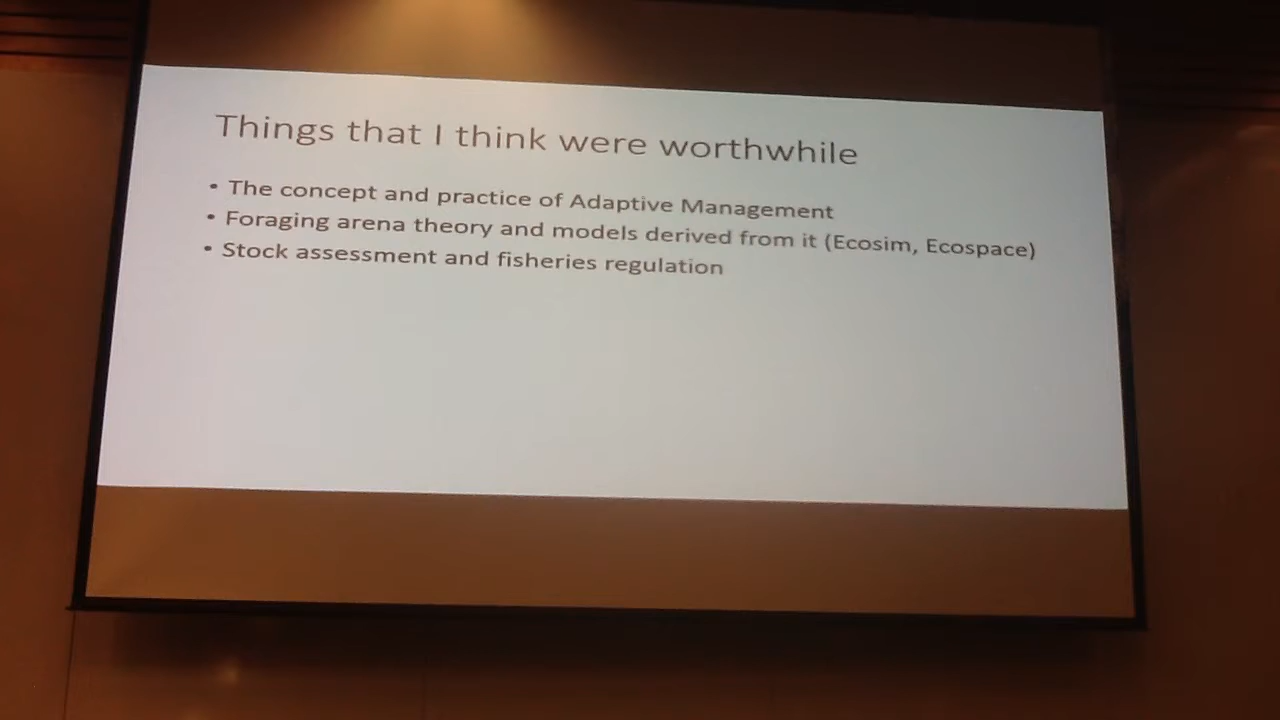 Things that I think were worthwhile
• The concept and practice of Adaptive Management
• Foraging arena theory and models derived from it (Ecosim, Ecospace)
• Stock assessment and fisheries regulation